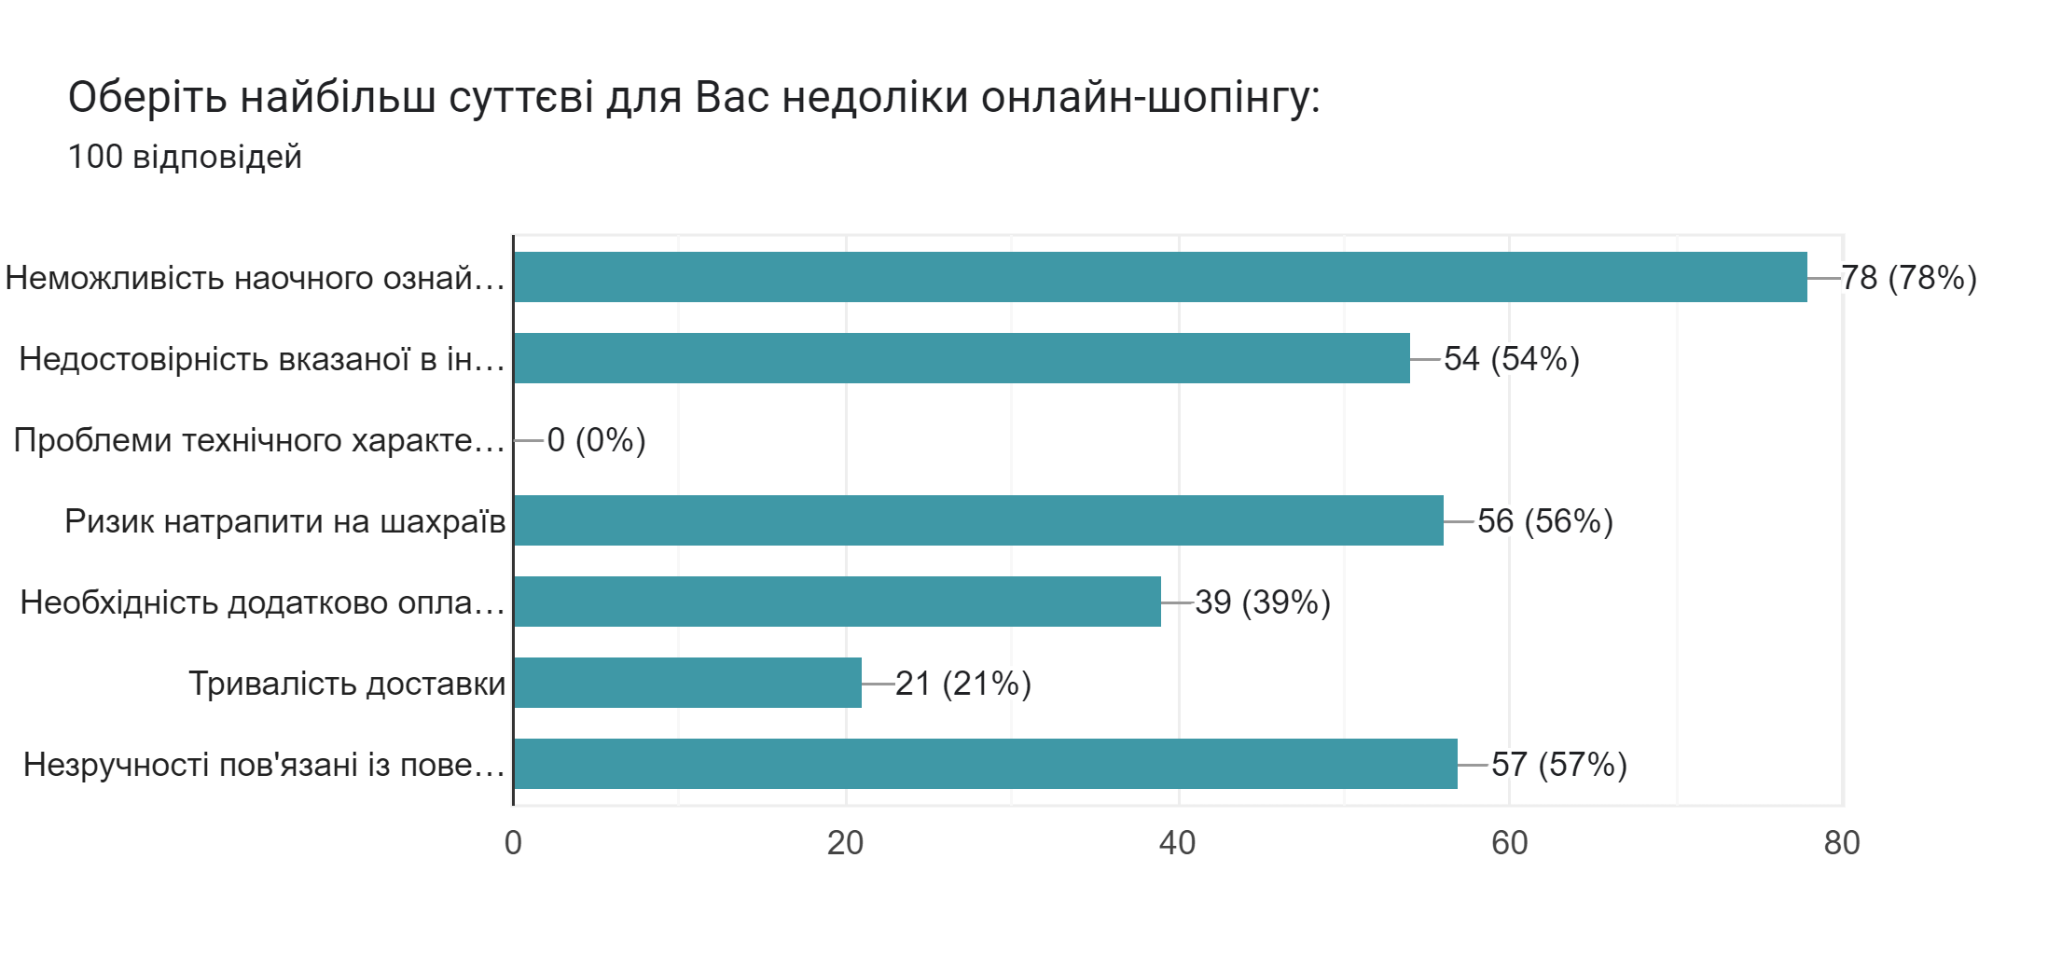 Оберіть найбільш суттєві для Вас недоліки онлайн-шопінгу:
100 відповідей
Неможливість наочного ознай… 78 (78%)
Недостовірність вказаної в ін… 54 (54%)
Проблеми технічного характе… 0 (0%)
Ризик натрапити на шахраїв 56 (56%)
Необхідність додатково опла… 39 (39%)
Тривалість доставки 21 (21%)
Незручності пов'язані із пове… 57 (57%)
0 20 40 60 80